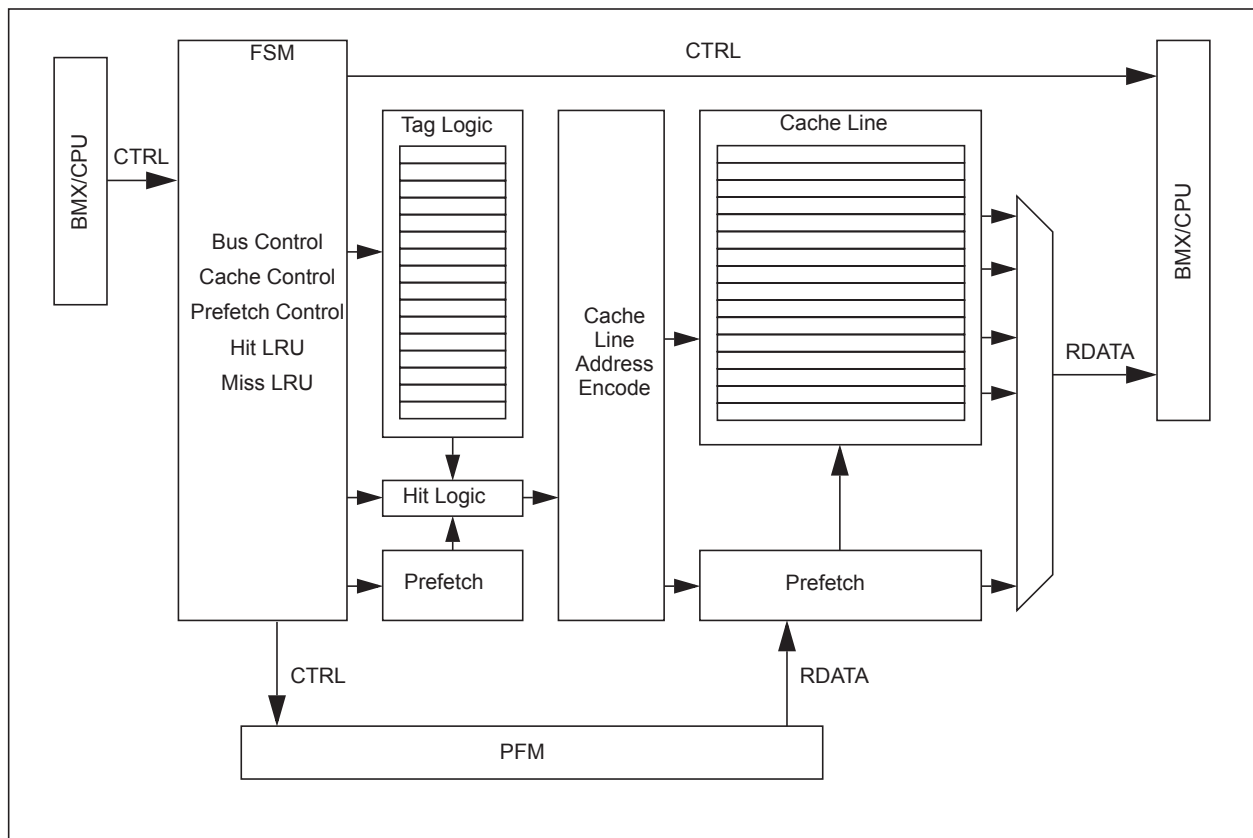 FSM
CTRL
BMX/CPU
CTRL
Bus Control
Cache Control
Prefetch Control
Hit LRU
Miss LRU
Tag Logic
Hit Logic
Prefetch
Cache
Line
Address
Encode
Cache Line
Prefetch
RDATA
BMX/CPU
CTRL
RDATA
PFM